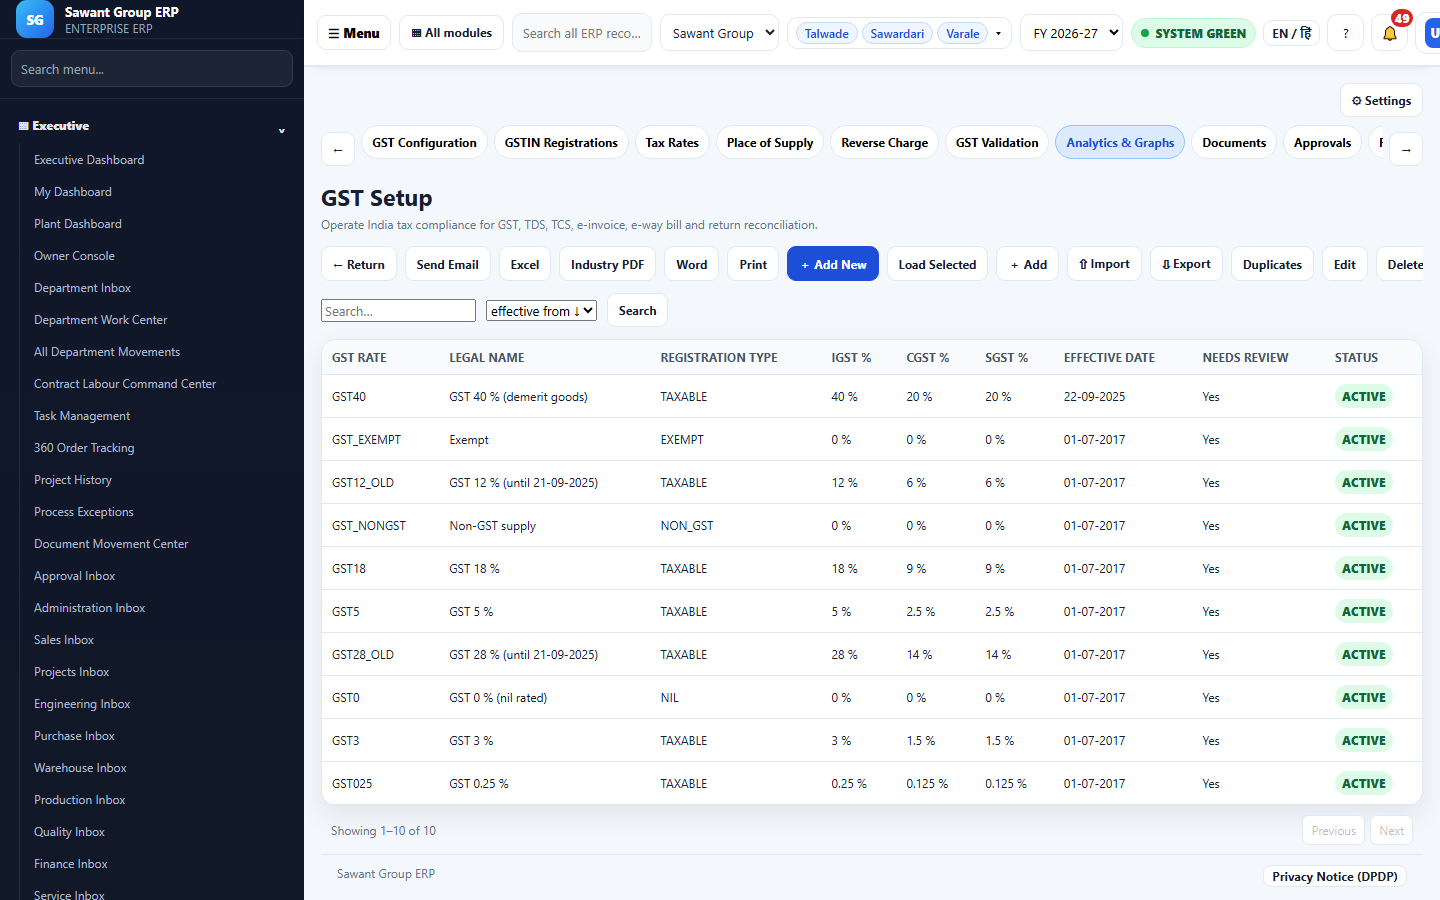 SG
Sawant Group ERP
ENTERPRISE ERP
Search menu...
Executive
Executive Dashboard
My Dashboard
Plant Dashboard
Owner Console
Department Inbox
Department Work Center
All Department Movements
Contract Labour Command Center
Task Management
360 Order Tracking
Project History
Process Exceptions
Document Movement Center
Approval Inbox
Administration Inbox
Sales Inbox
Projects Inbox
Engineering Inbox
Purchase Inbox
Warehouse Inbox
Production Inbox
Quality Inbox
Finance Inbox
Service Inbox
☰ Menu
All modules
Search all ERP reco...
Sawant Group
Talwade Sawardari Varale
FY 2026-27
SYSTEM GREEN
EN / हिं
?
49
U
Settings
← GST Configuration GSTIN Registrations Tax Rates Place of Supply Reverse Charge GST Validation Analytics & Graphs Documents Approvals →
GST Setup
Operate India tax compliance for GST, TDS, TCS, e-invoice, e-way bill and return reconciliation.
← Return Send Email Excel Industry PDF Word Print + Add New Load Selected + Add ⇧ Import ⇩ Export Duplicates Edit Delete
Search... effective from ↓ Search
GST RATE LEGAL NAME REGISTRATION TYPE IGST % CGST % SGST % EFFECTIVE DATE NEEDS REVIEW STATUS
GST40 GST 40 % (demerit goods) TAXABLE 40 % 20 % 20 % 22-09-2025 Yes ACTIVE
GST_EXEMPT Exempt EXEMPT 0 % 0 % 0 % 01-07-2017 Yes ACTIVE
GST12_OLD GST 12 % (until 21-09-2025) TAXABLE 12 % 6 % 6 % 01-07-2017 Yes ACTIVE
GST_NONGST Non-GST supply NON_GST 0 % 0 % 0 % 01-07-2017 Yes ACTIVE
GST18 GST 18 % TAXABLE 18 % 9 % 9 % 01-07-2017 Yes ACTIVE
GST5 GST 5 % TAXABLE 5 % 2.5 % 2.5 % 01-07-2017 Yes ACTIVE
GST28_OLD GST 28 % (until 21-09-2025) TAXABLE 28 % 14 % 14 % 01-07-2017 Yes ACTIVE
GST0 GST 0 % (nil rated) NIL 0 % 0 % 0 % 01-07-2017 Yes ACTIVE
GST3 GST 3 % TAXABLE 3 % 1.5 % 1.5 % 01-07-2017 Yes ACTIVE
GST025 GST 0.25 % TAXABLE 0.25 % 0.125 % 0.125 % 01-07-2017 Yes ACTIVE
Showing 1–10 of 10
Previous Next
Sawant Group ERP
Privacy Notice (DPDP)